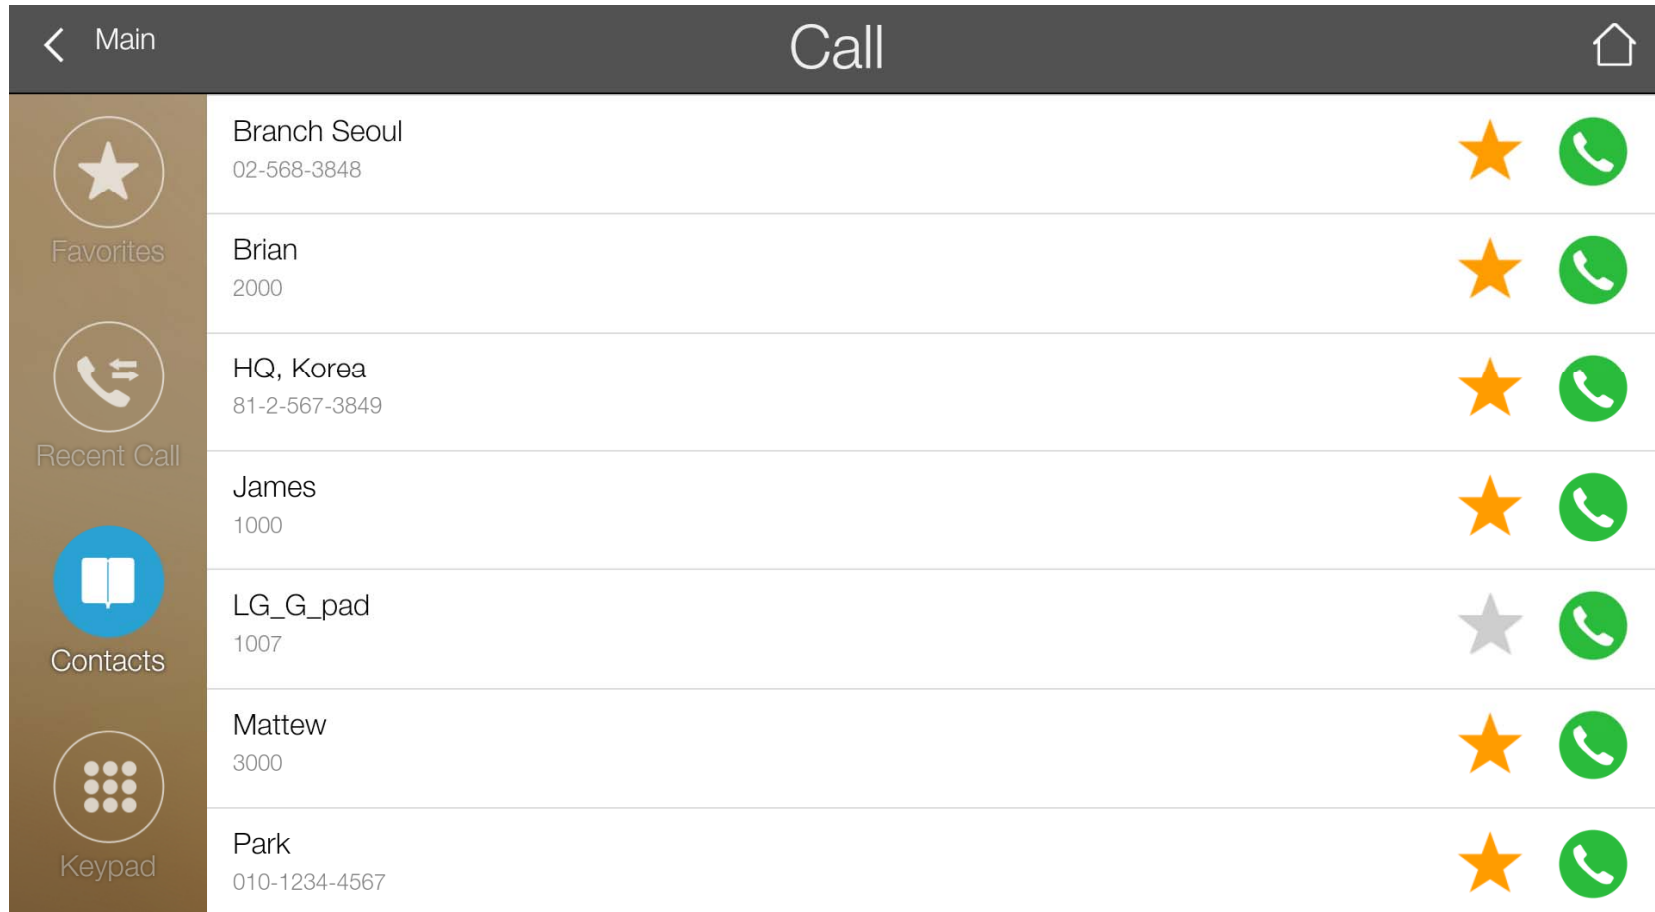 Main
Call
Favorites
Recent Call
Contacts
Keypad
Branch Seoul
02-568-3848
Brian
2000
HQ, Korea
81-2-567-3849
James
1000
LG_G_pad
1007
Mattew
3000
Park
010-1234-4567